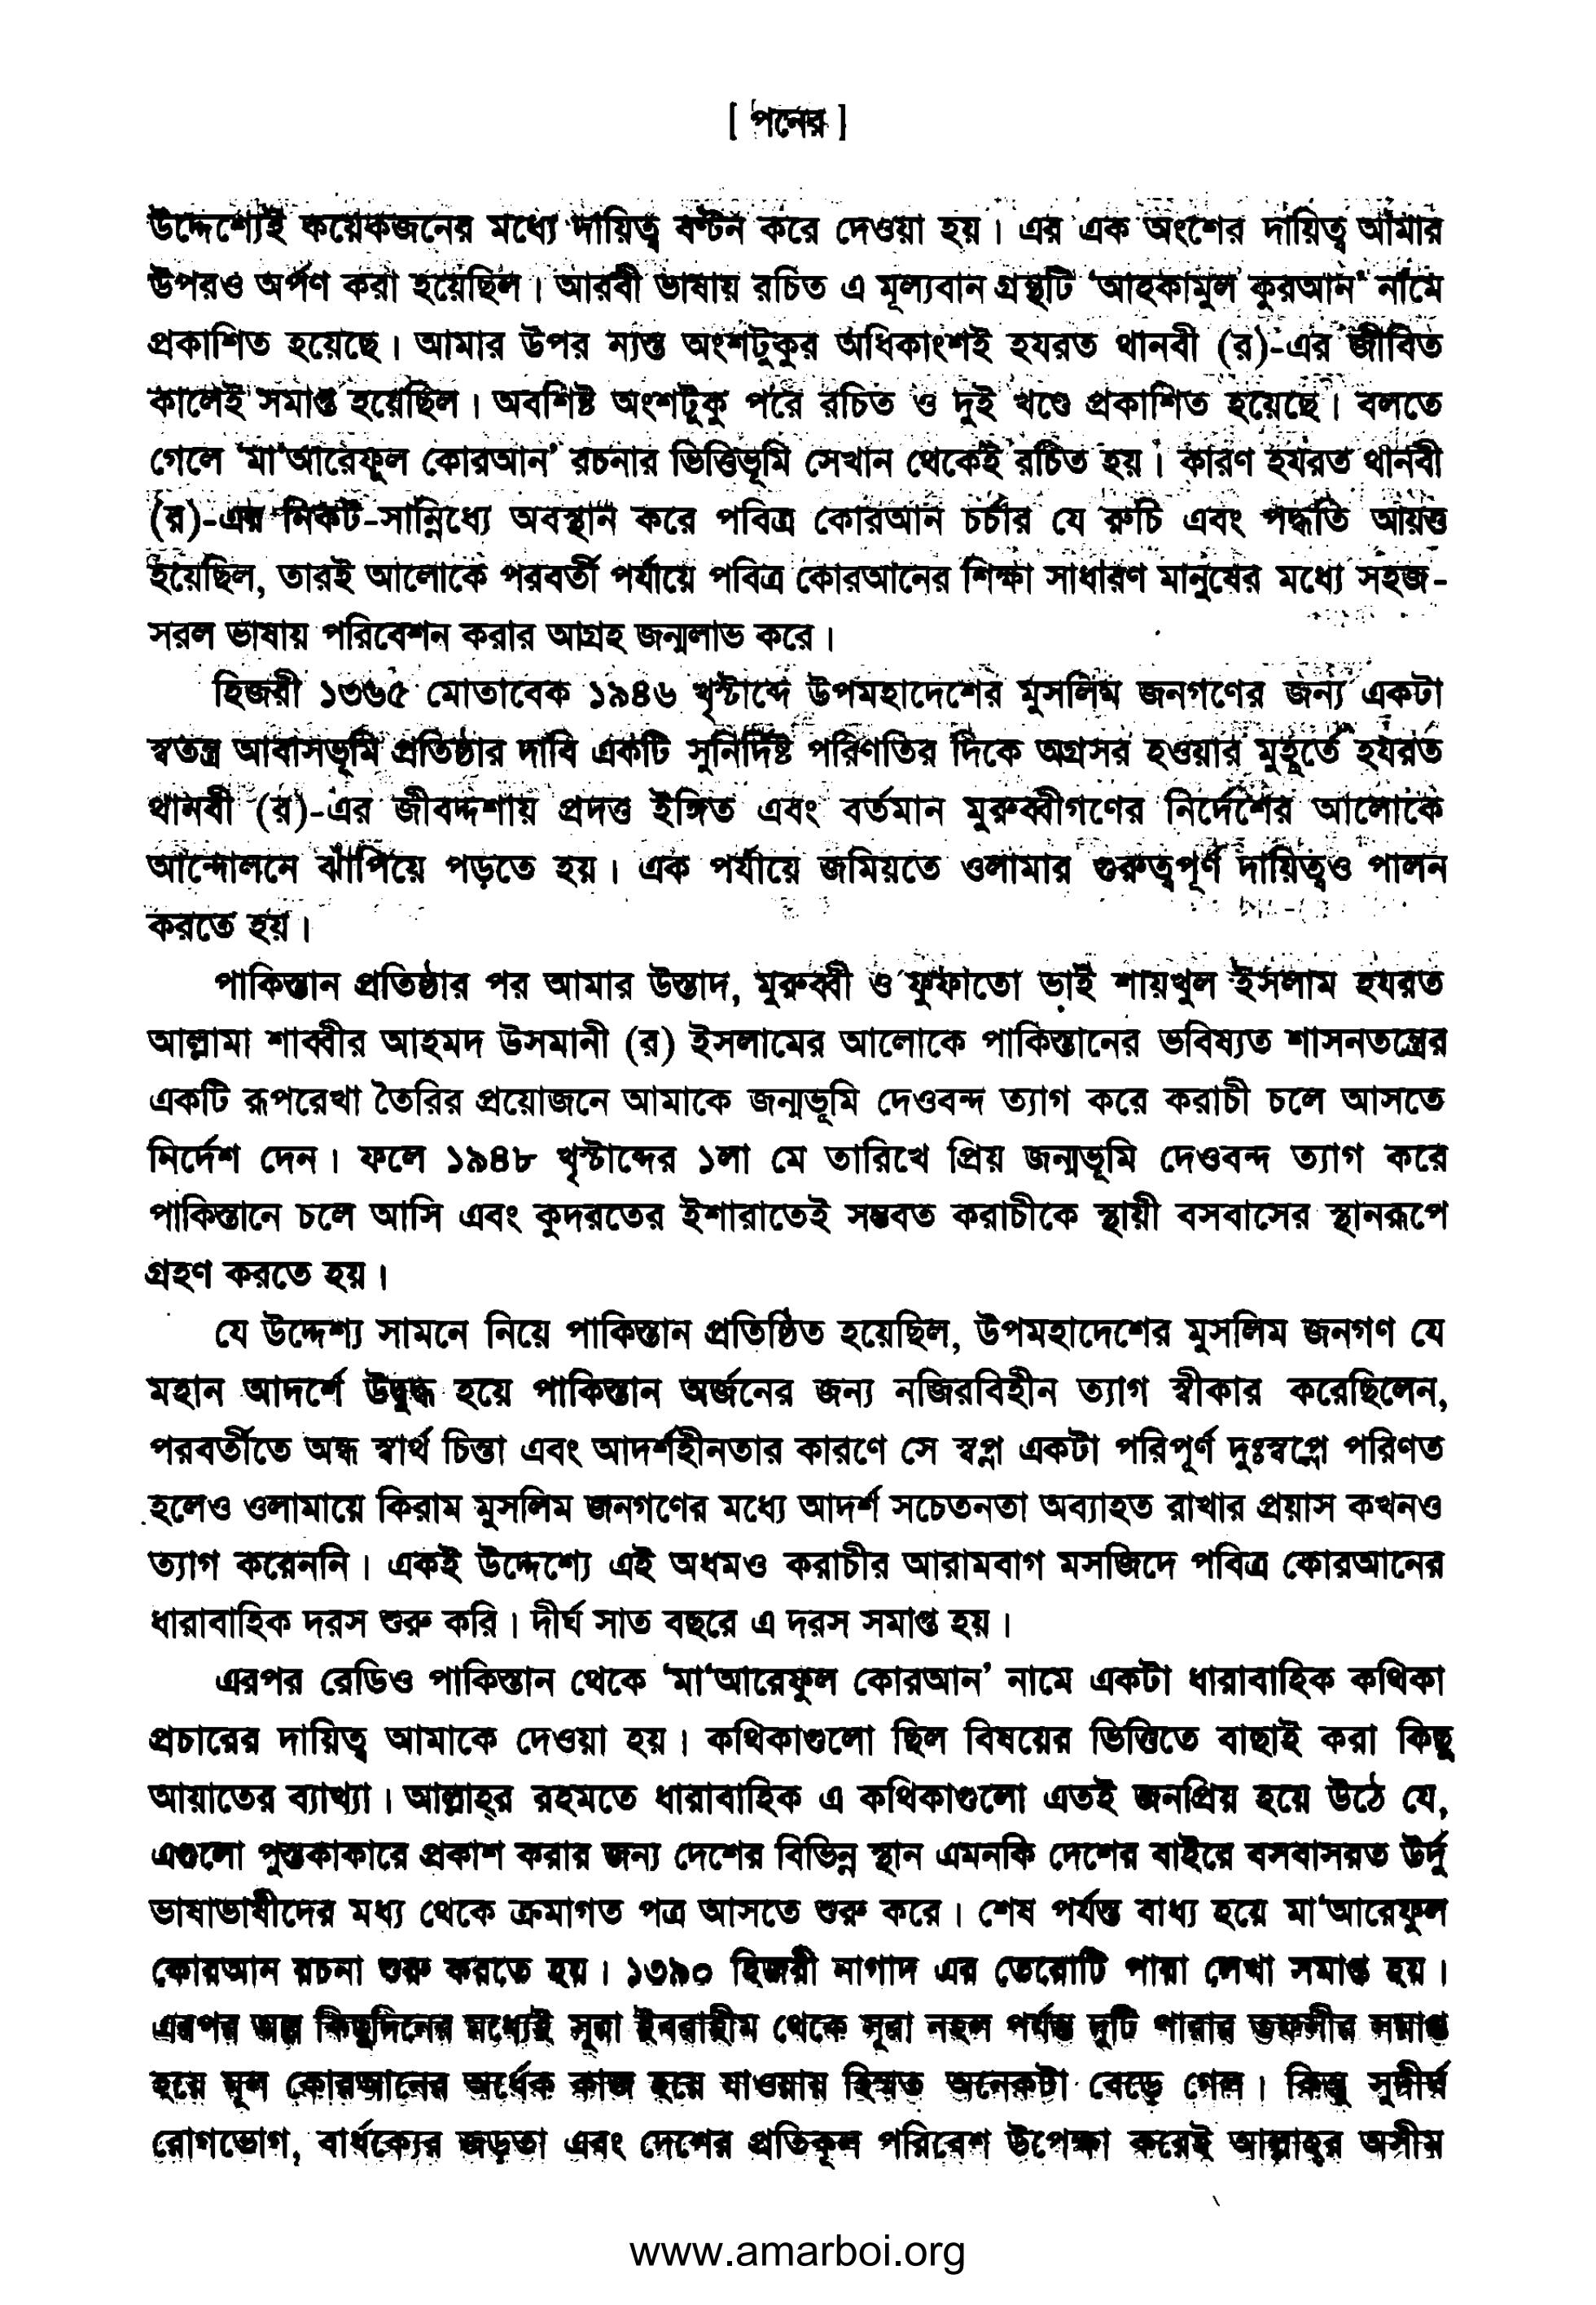 [ পনের ]
উদ্দেশ্যেই কয়েকজনের মধ্যে দায়িত্ব বণ্টন করে দেওয়া হয়। এর এক অংশের দায়িত্ব আমার
উপরও অর্পণ করা হয়েছিল। আরবী ভাষায় রচিত এ মূল্যবান গ্রন্থটি ‘আহকামুল কুরআন’ নামে
প্রকাশিত হয়েছে। আমার উপর ন্যস্ত অংশটুকুর অধিকাংশই হযরত থানবী (র)-এর জীবিত
কালেই সমাপ্ত হয়েছিল। অবশিষ্ট অংশটুকু পরে রচিত ও দুই খণ্ডে প্রকাশিত হয়েছে। বলতে
গেলে ‘মা‘আরেফুল কোরআন’ রচনার ভিত্তিভূমি সেখান থেকেই রচিত হয়। কারণ হযরত থানবী
(র)-এর নিকট-সান্নিধ্যে অবস্থান করে পবিত্র কোরআন চর্চার যে রুচি এবং পদ্ধতি আয়ত্ত
হয়েছিল, তারই আলোকে পরবর্তী পর্যায়ে পবিত্র কোরআনের শিক্ষা সাধারণ মানুষের মধ্যে সহজ-
সরল ভাষায় পরিবেশন করার আগ্রহ জন্মলাভ করে।
হিজরী ১৩৬৫ মোতাবেক ১৯৪৬ খৃস্টাব্দে উপমহাদেশের মুসলিম জনগণের জন্য একটা
স্বতন্ত্র আবাসভূমি প্রতিষ্ঠার দাবি একটি সুনির্দিষ্ট পরিণতির দিকে অগ্রসর হওয়ার মুহূর্তে হযরত
থানবী (র)-এর জীবদ্দশায় প্রদত্ত ইঙ্গিত এবং বর্তমান মুরুব্বীগণের নির্দেশের আলোকে
আন্দোলনে ঝাঁপিয়ে পড়তে হয়। এক পর্যায়ে জমিয়তে ওলামার গুরুত্বপূর্ণ দায়িত্বও পালন
করতে হয়।
পাকিস্তান প্রতিষ্ঠার পর আমার উস্তাদ, মুরুব্বী ও ফুফাতো ভাই শায়খুল ইসলাম হযরত
আল্লামা শাব্বীর আহমদ উসমানী (র) ইসলামের আলোকে পাকিস্তানের ভবিষ্যত শাসনতন্ত্রের
একটি রূপরেখা তৈরির প্রয়োজনে আমাকে জন্মভূমি দেওবন্দ ত্যাগ করে করাচী চলে আসতে
নির্দেশ দেন। ফলে ১৯৪৮ খৃস্টাব্দের ১লা মে তারিখে প্রিয় জন্মভূমি দেওবন্দ ত্যাগ করে
পাকিস্তানে চলে আসি এবং কুদরতের ইশারাতেই সম্ভবত করাচীকে স্থায়ী বসবাসের স্থানরূপে
গ্রহণ করতে হয়।
যে উদ্দেশ্য সামনে নিয়ে পাকিস্তান প্রতিষ্ঠিত হয়েছিল, উপমহাদেশের মুসলিম জনগণ যে
মহান আদর্শে উদ্বুদ্ধ হয়ে পাকিস্তান অর্জনের জন্য নজিরবিহীন ত্যাগ স্বীকার করেছিলেন,
পরবর্তীতে অন্ধ স্বার্থ চিন্তা এবং আদর্শহীনতার কারণে সে স্বপ্ন একটা পরিপূর্ণ দুঃস্বপ্নে পরিণত
হলেও ওলামায়ে কিরাম মুসলিম জনগণের মধ্যে আদর্শ সচেতনতা অব্যাহত রাখার প্রয়াস কখনও
ত্যাগ করেননি। একই উদ্দেশ্যে এই অধমও করাচীর আরামবাগ মসজিদে পবিত্র কোরআনের
ধারাবাহিক দরস শুরু করি। দীর্ঘ সাত বছরে এ দরস সমাপ্ত হয়।
এরপর রেডিও পাকিস্তান থেকে ‘মা‘আরেফুল কোরআন’ নামে একটা ধারাবাহিক কথিকা
প্রচারের দায়িত্ব আমাকে দেওয়া হয়। কথিকাগুলো ছিল বিষয়ের ভিত্তিতে বাছাই করা কিছু
আয়াতের ব্যাখ্যা। আল্লাহ্‌র রহমতে ধারাবাহিক এ কথিকাগুলো এতই জনপ্রিয় হয়ে উঠে যে,
এগুলো পুস্তকাকারে প্রকাশ করার জন্য দেশের বিভিন্ন স্থান এমনকি দেশের বাইরে বসবাসরত উর্দু
ভাষাভাষীদের মধ্য থেকে ক্রমাগত পত্র আসতে শুরু করে। শেষ পর্যন্ত বাধ্য হয়ে মা‘আরেফুল
কোরআন রচনা শুরু করতে হয়। ১৩৯০ হিজরী নাগাদ এর তেরোটি পারা লেখা সমাপ্ত হয়।
এরপর অল্প কিছুদিনের মধ্যেই সূরা ইবরাহীম থেকে সূরা নহল পর্যন্ত দুটি পারার তফসীর সমাপ্ত
হয়ে মূল কোরআনের অর্ধেক কাজ হয়ে যাওয়ায় হিম্মত অনেকটা বেড়ে গেল। কিন্তু সুদীর্ঘ
রোগভোগ, বার্ধক্যের জড়তা এবং দেশের প্রতিকূল পরিবেশ উপেক্ষা করেই আল্লাহ্‌র অসীম
www.amarboi.org